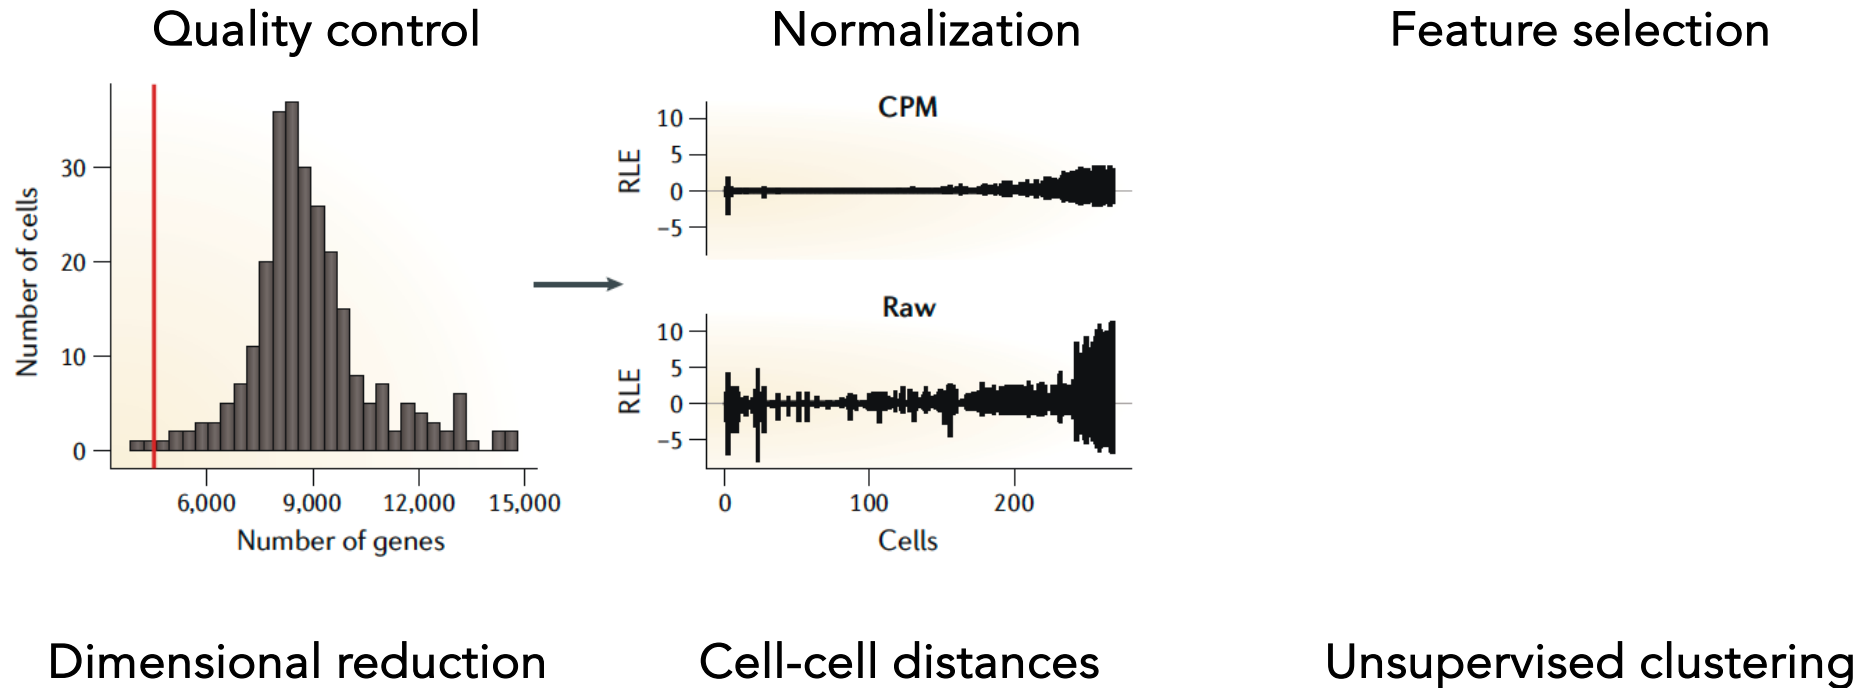 Quality control
Normalization
Feature selection
30
20
10
0
Number of cells
6,000 9,000 12,000 15,000
Number of genes
CPM
10
5
0
−5
RLE
Raw
10
5
0
−5
RLE
0 100 200
Cells
Dimensional reduction
Cell-cell distances
Unsupervised clustering